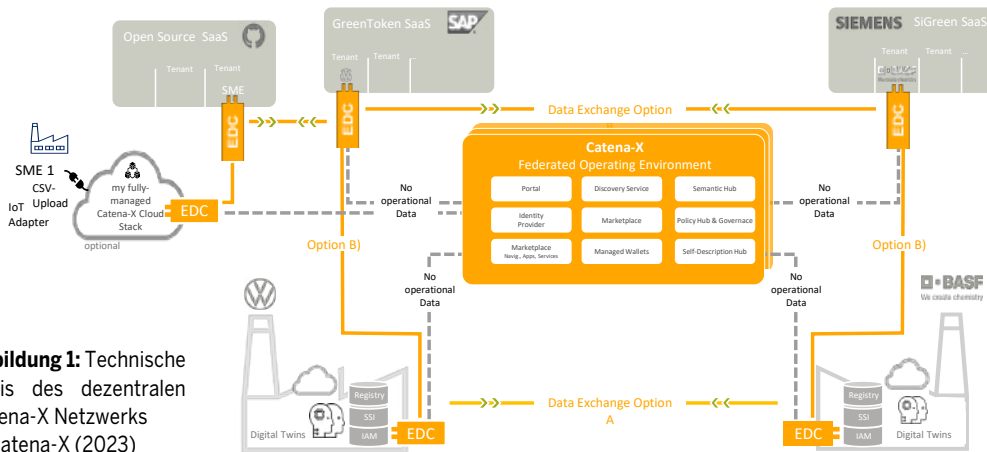 Open Source SaaS
Tenant
Tenant
SME
GreenToken SaaS
SAP
Tenant
Tenant
...
SIEMENS
SiGreen SaaS
Tenant
Tenant
...
BASF
EDC
EDC
EDC
Data Exchange Option
Catena-X
Federated Operating Environment
Portal
Discovery Service
Semantic Hub
Identity
Provider
Marketplace
Policy Hub & Governace
Marketplace
Navig., Apps, Services
Managed Wallets
Self-Description Hub
SME 1
CSV-
Upload
IoT
Adapter
my fully-
managed
Catena-X Cloud
Stack
optional
EDC
No
operational
Data
No
operational
Data
Option B)
Option B)
No
operational
Data
No
operational
Data
BASF
We create chemistry
bildung 1: Technische
is des dezentralen
ena-X Netzwerks
atena-X (2023)
Digital Twins
Registry
SSI
IAM
EDC
Data Exchange Option
A
EDC
Registry
SSI
IAM
Digital Twins